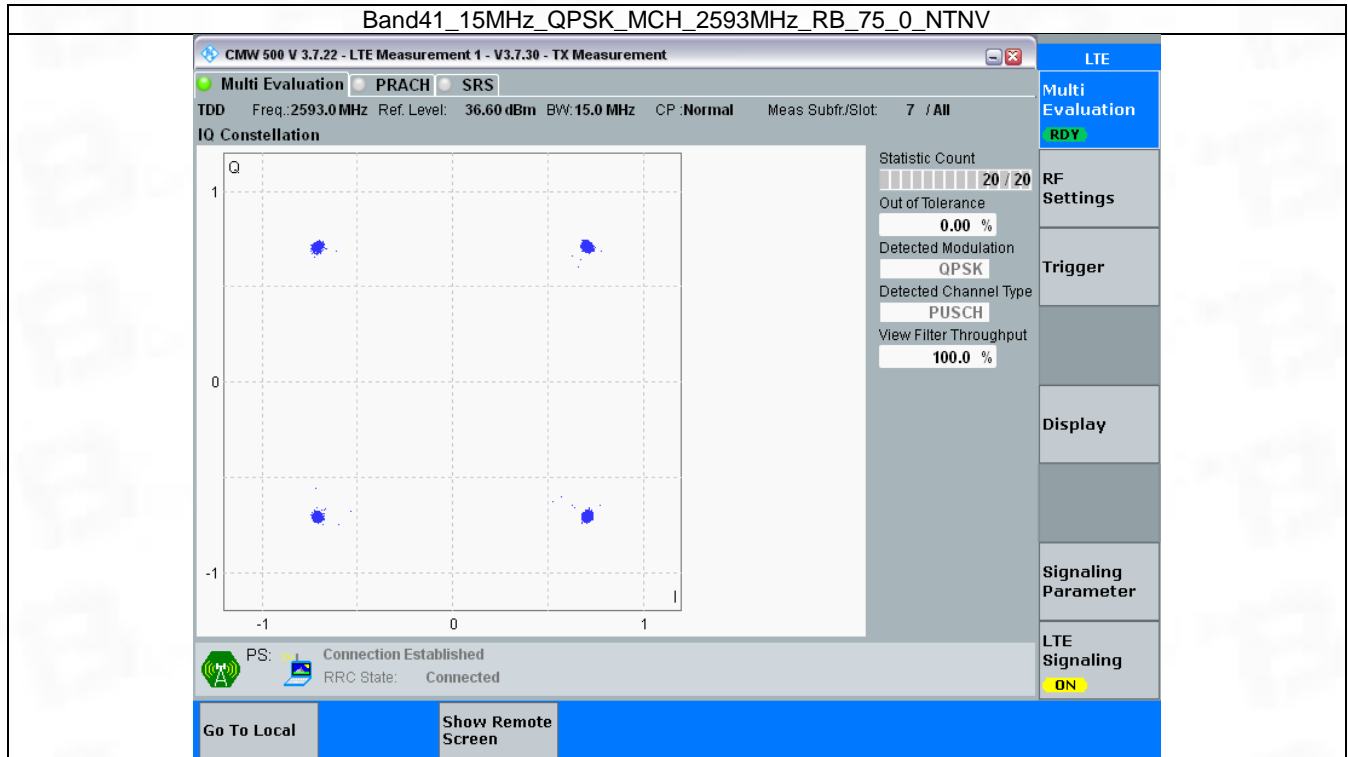 Band41_15MHz_QPSK_MCH_2593MHz_RB_75_0_NTNV
CMW 500 V 3.7.22 - LTE Measurement 1 - V3.7.30 - TX Measurement
LTE
Multi Evaluation PRACH SRS
TDD Freq.:2593.0 MHz Ref. Level: 36.60 dBm BW:15.0 MHz CP :Normal Meas Subfr./Slot: 7 / All
IQ Constellation
Multi
Evaluation
RDY
Q
1
0
-1
I
-1 0 1
Statistic Count
20 / 20
Out of Tolerance
0.00 %
Detected Modulation
QPSK
Detected Channel Type
PUSCH
View Filter Throughput
100.0 %
RF
Settings
Trigger
Display
Signaling
Parameter
LTE
Signaling
ON
PS: Connection Established
RRC State: Connected
Go To Local
Show Remote
Screen